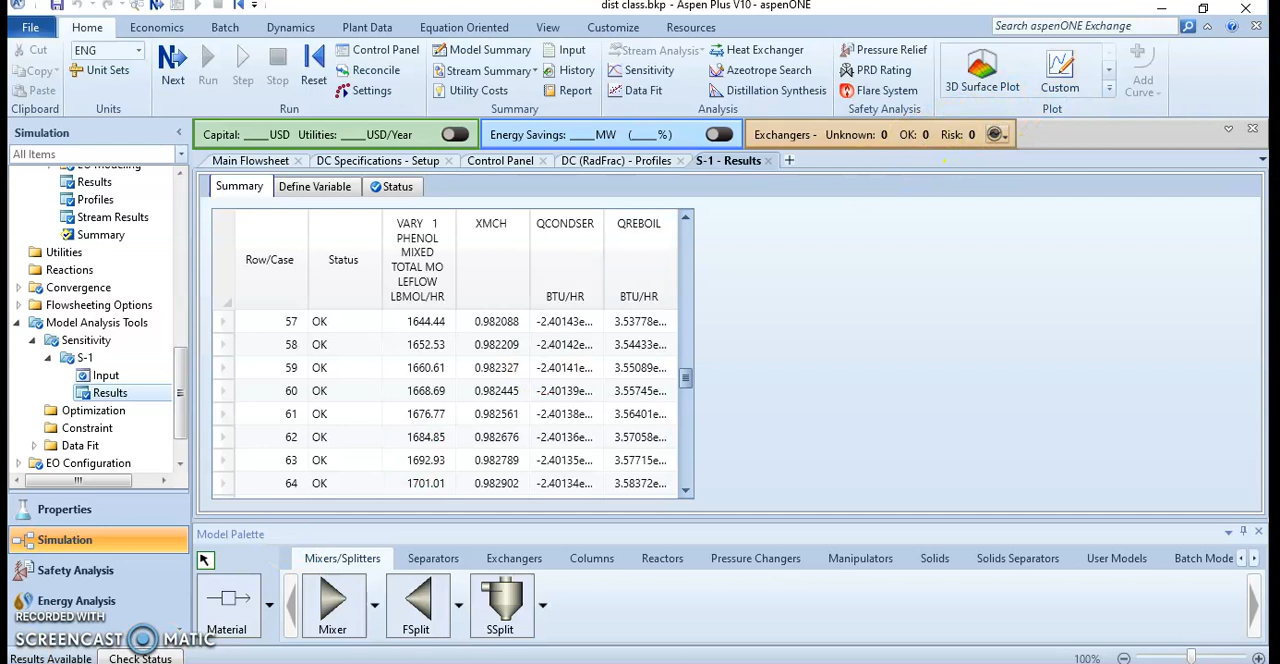 dist class.bkp - Aspen Plus V10 - aspenONE
File Home Economics Batch Dynamics Plant Data Equation Oriented View Customize Resources Search aspenONE Exchange
Cut ENG Control Panel Model Summary Input Stream Analysis Heat Exchanger Pressure Relief
Copy Unit Sets Next Run Step Stop Reset Reconcile Stream Summary History Sensitivity Azeotrope Search PRD Rating 3D Surface Plot Custom Add Curve
Paste Settings Utility Costs Report Data Fit Distillation Synthesis Flare System
Clipboard Units Run Summary Analysis Safety Analysis Plot
Simulation Capital: ____USD Utilities: ____USD/Year Energy Savings: ____MW (____%) Exchangers - Unknown: 0 OK: 0 Risk: 0
All Items Main Flowsheet DC Specifications - Setup Control Panel DC (RadFrac) - Profiles S-1 - Results
Results Summary Define Variable Status
Profiles
Stream Results
Summary
Utilities
Reactions
Convergence
Flowsheeting Options
Model Analysis Tools
Sensitivity
S-1
Input
Results
Optimization
Constraint
Data Fit
EO Configuration
Row/Case Status VARY 1 PHENOL MIXED TOTAL MO LEFLOW LBMOL/HR XMCH QCONDSER BTU/HR QREBOIL BTU/HR
57 OK 1644.44 0.982088 -2.40143e... 3.53778e...
58 OK 1652.53 0.982209 -2.40142e... 3.54433e...
59 OK 1660.61 0.982327 -2.40141e... 3.55089e...
60 OK 1668.69 0.982445 -2.40139e... 3.55745e...
61 OK 1676.77 0.982561 -2.40138e... 3.56401e...
62 OK 1684.85 0.982676 -2.40136e... 3.57058e...
63 OK 1692.93 0.982789 -2.40135e... 3.57715e...
64 OK 1701.01 0.982902 -2.40134e... 3.58372e...
Properties
Simulation
Safety Analysis
Energy Analysis
RECORDED WITH
SCREENCAST MATIC
Model Palette
Mixers/Splitters Separators Exchangers Columns Reactors Pressure Changers Manipulators Solids Solids Separators User Models Batch Mode
Material Mixer FSplit SSplit
Results Available Check Status 100%